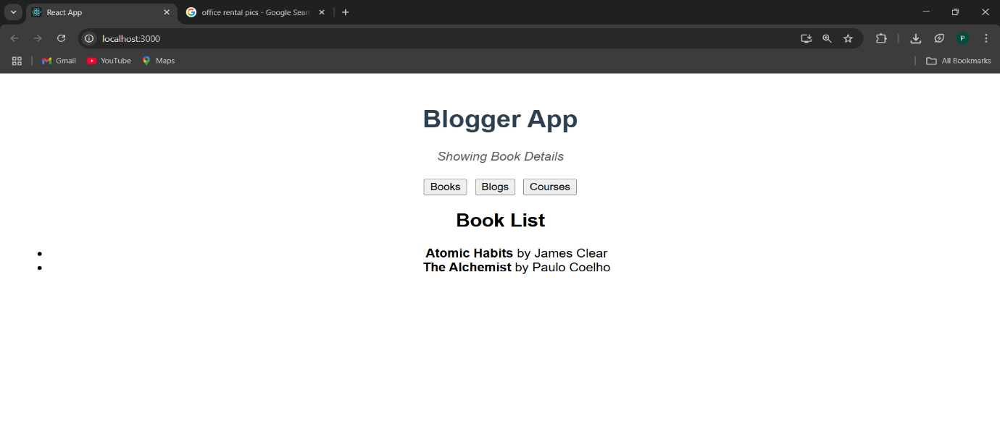 React App
office rental pics - Google Sear
localhost:3000
P
Gmail
YouTube
Maps
All Bookmarks
Blogger App
Showing Book Details
Books Blogs Courses
Book List
• Atomic Habits by James Clear
• The Alchemist by Paulo Coelho